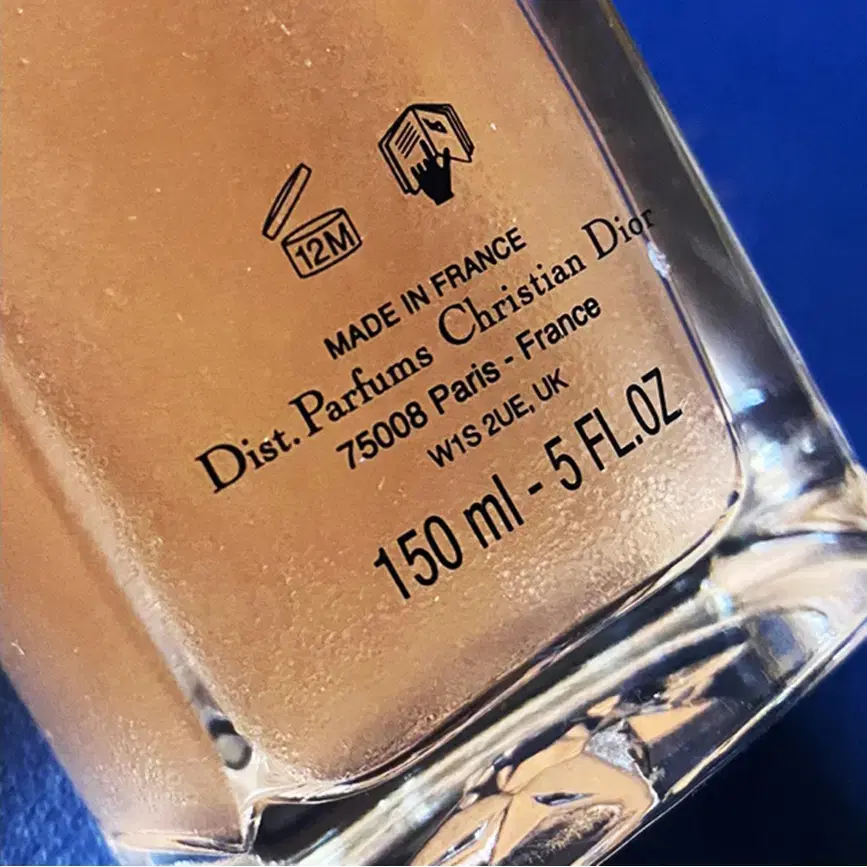 12M
MADE IN FRANCE
Dist. Parfums Christian Dior
75008 Paris - France
W1S 2UE, UK
150 ml - 5 FL.OZ